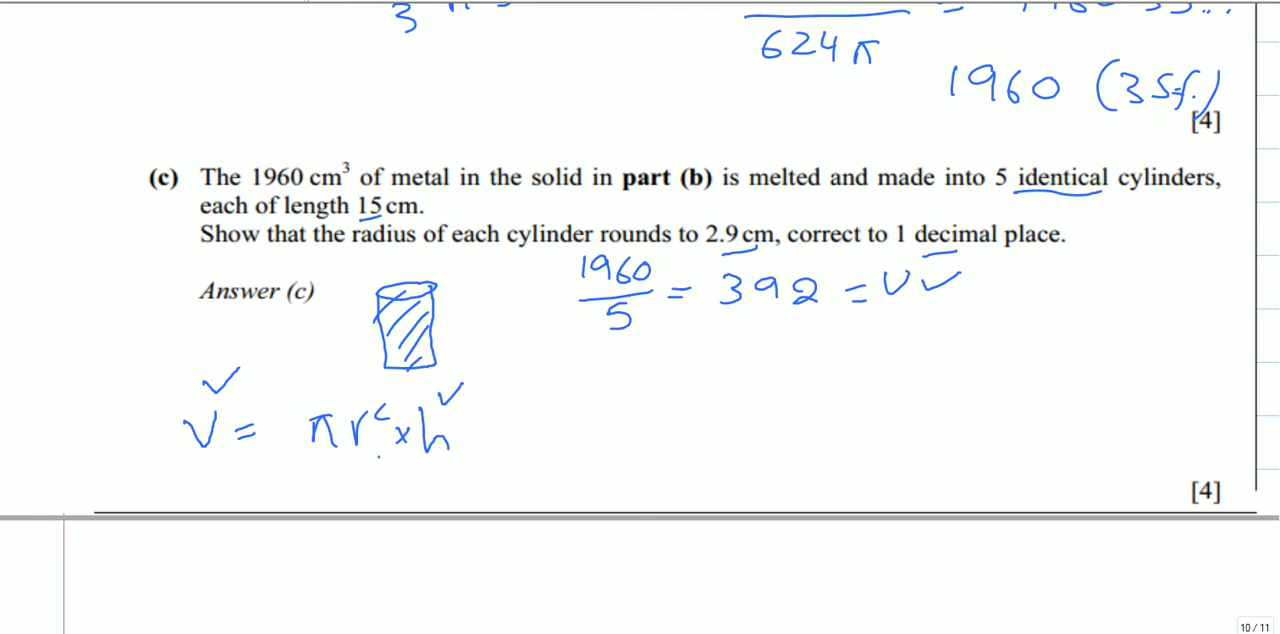 3
624π
1960 (3 s.f.)
[4]
(c) The 1960 cm³ of metal in the solid in part (b) is melted and made into 5 identical cylinders,
each of length 15 cm.
Show that the radius of each cylinder rounds to 2.9 cm, correct to 1 decimal place.
Answer (c)
1960
5
= 392 = V ✓
✓
V = πr² × h ✓
[4]
10 / 11